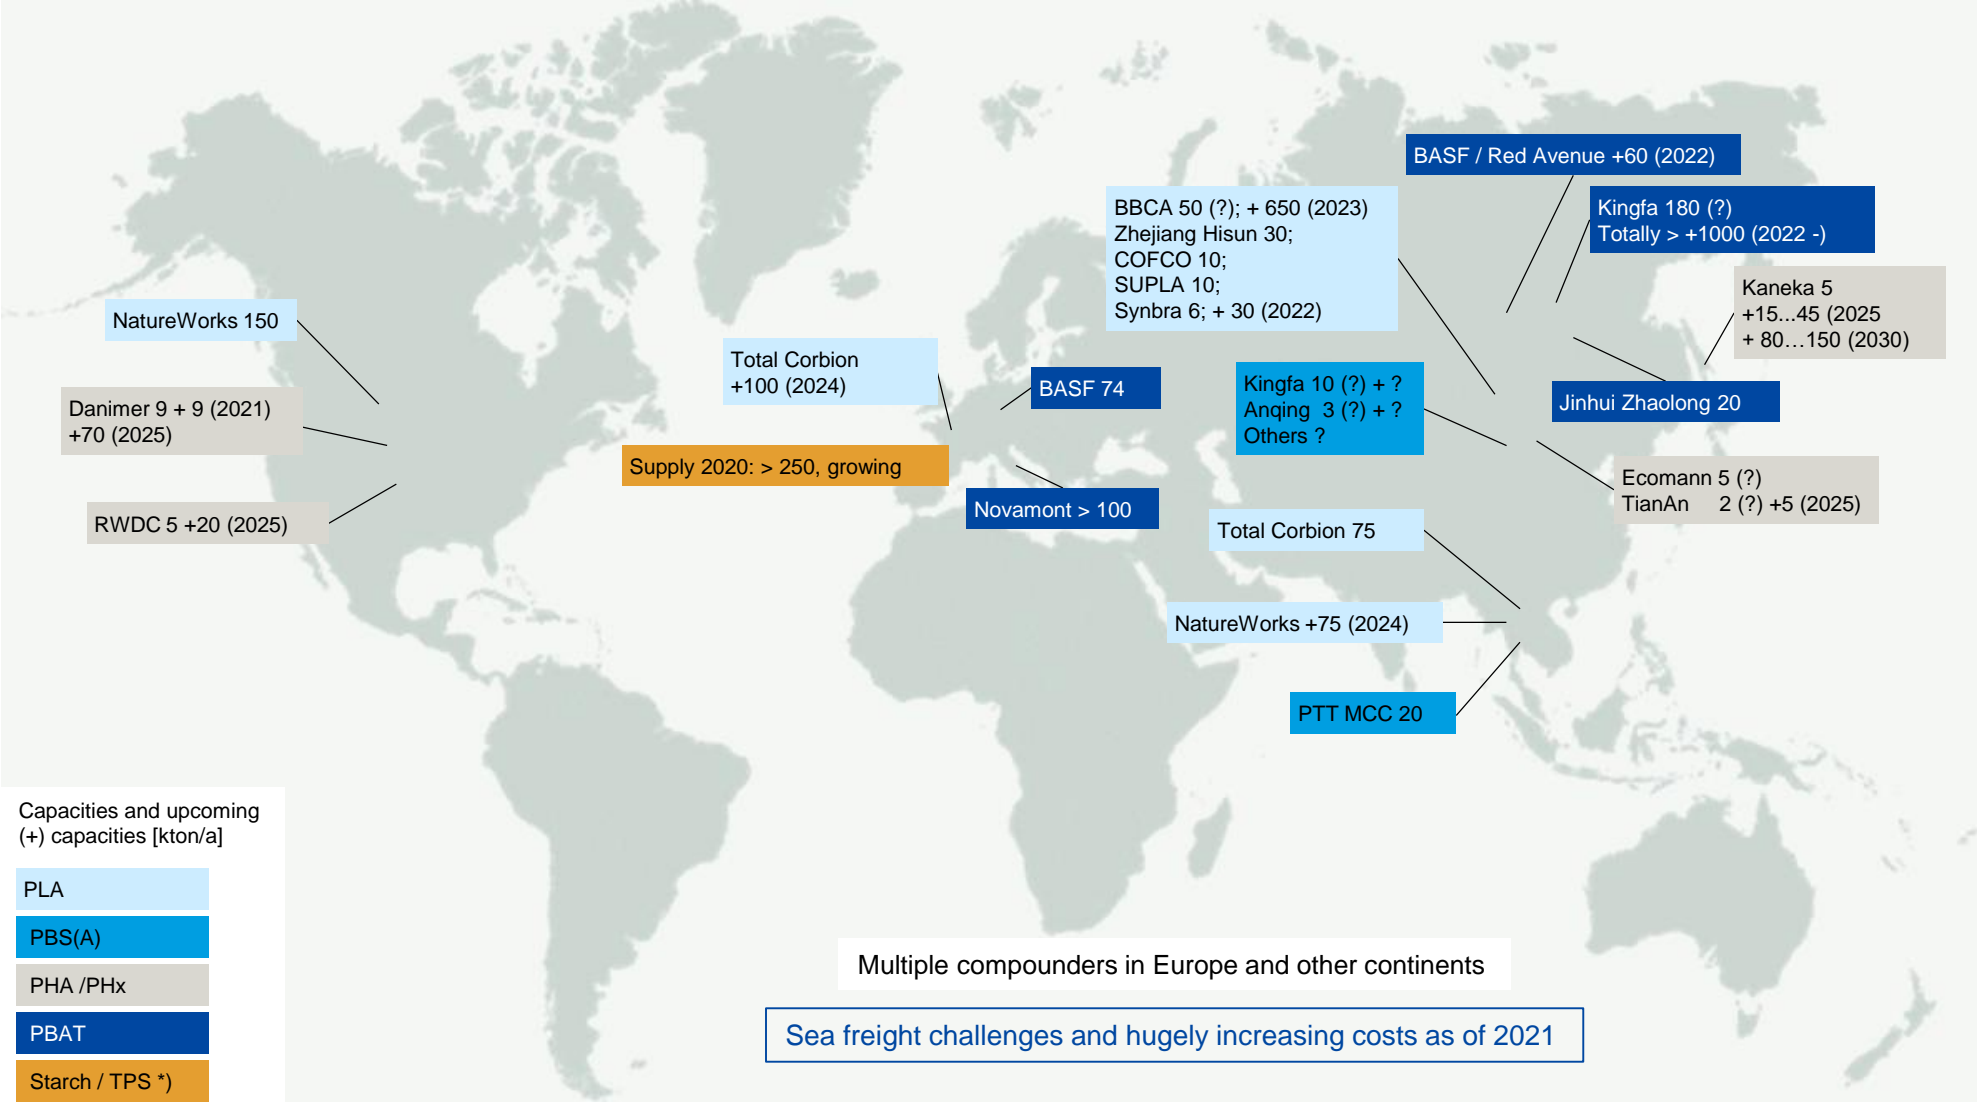 BASF / Red Avenue +60 (2022)
BBCA 50 (?); + 650 (2023)
Zhejiang Hisun 30;
COFCO 10;
SUPLA 10;
Synbra 6; + 30 (2022)
Kingfa 180 (?)
Totally > +1000 (2022 -)
Kaneka 5
+15...45 (2025
+ 80…150 (2030)
NatureWorks 150
Total Corbion
+100 (2024)
BASF 74
Kingfa 10 (?) + ?
Anqing 3 (?) + ?
Others ?
Jinhui Zhaolong 20
Danimer 9 + 9 (2021)
+70 (2025)
Supply 2020: > 250, growing
Novamont > 100
Ecomann 5 (?)
TianAn 2 (?) +5 (2025)
RWDC 5 +20 (2025)
Total Corbion 75
NatureWorks +75 (2024)
PTT MCC 20
Capacities and upcoming
(+) capacities [kton/a]
PLA
PBS(A)
PHA /PHx
PBAT
Starch / TPS *)
Multiple compounders in Europe and other continents
Sea freight challenges and hugely increasing costs as of 2021